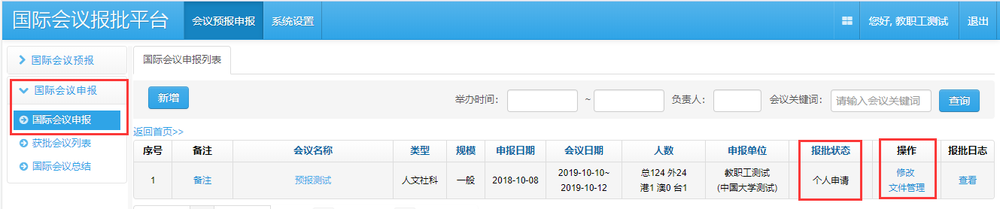 国际会议报批平台 会议预报申报 系统设置 您好, 教职工测试 退出
国际会议预报
国际会议申报
国际会议申报
获批会议列表
国际会议总结
国际会议申报列表
新增 举办时间: ~ 负责人: 会议关键词: 请输入会议关键词 查询
返回首页>>
序号 备注 会议名称 类型 规模 申报日期 会议日期 人数 申报单位 报批状态 操作 报批日志
1 备注 预报测试 人文社科 一般 2018-10-08 2019-10-10~ 总124 外24 教职工测试 个人申请 修改 查看
2019-10-12 港1 澳0 台1 (中国大学测试) 文件管理